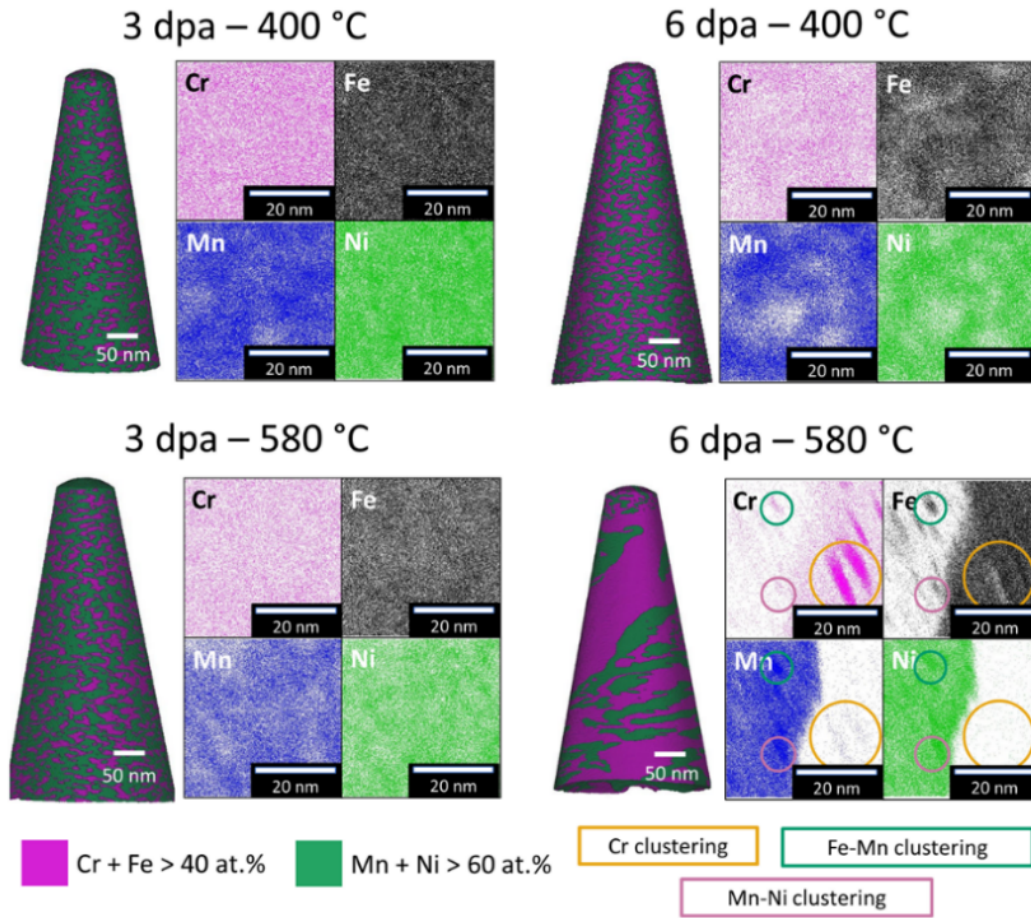 3 dpa – 400 °C
6 dpa – 400 °C
Cr
Fe
20 nm
20 nm
Mn
Ni
20 nm
20 nm
50 nm
Cr
Fe
20 nm
20 nm
Mn
Ni
20 nm
20 nm
50 nm
3 dpa – 580 °C
6 dpa – 580 °C
Cr
Fe
20 nm
20 nm
Mn
Ni
20 nm
20 nm
50 nm
Cr
Fe
20 nm
20 nm
Mn
Ni
20 nm
20 nm
50 nm
Cr + Fe > 40 at.%
Mn + Ni > 60 at.%
Cr clustering
Fe-Mn clustering
Mn-Ni clustering